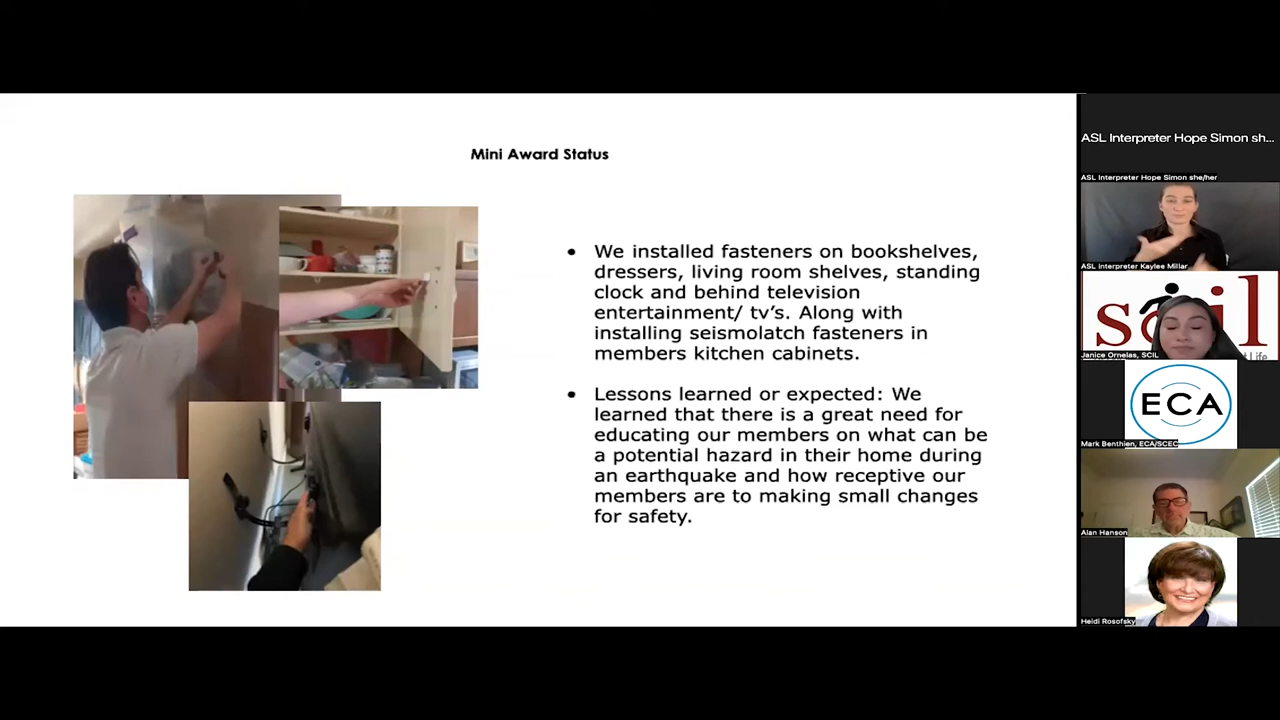 Mini Award Status
• We installed fasteners on bookshelves,
dressers, living room shelves, standing
clock and behind television
entertainment/ tv’s. Along with
installing seismolatch fasteners in
members kitchen cabinets.
• Lessons learned or expected: We
learned that there is a great need for
educating our members on what can be
a potential hazard in their home during
an earthquake and how receptive our
members are to making small changes
for safety.
ASL Interpreter Hope Simon sh...
ASL Interpreter Hope Simon she/her
ASL Interpreter Kaylee Millar
scil
t Life
Janice Ornelas, SCIL
ECA
Mark Benthien, ECA/SCEC
Alan Hanson
Heidi Rosofsky